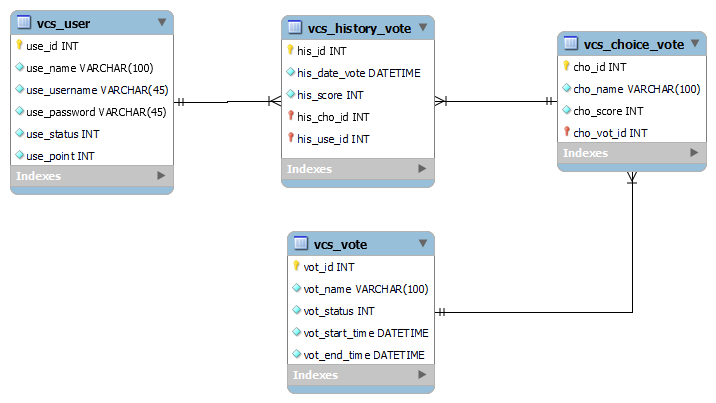 vcs_user
use_id INT
use_name VARCHAR(100)
use_username VARCHAR(45)
use_password VARCHAR(45)
use_status INT
use_point INT
Indexes
vcs_history_vote
his_id INT
his_date_vote DATETIME
his_score INT
his_cho_id INT
his_use_id INT
Indexes
vcs_choice_vote
cho_id INT
cho_name VARCHAR(100)
cho_score INT
cho_vot_id INT
Indexes
vcs_vote
vot_id INT
vot_name VARCHAR(100)
vot_status INT
vot_start_time DATETIME
vot_end_time DATETIME
Indexes